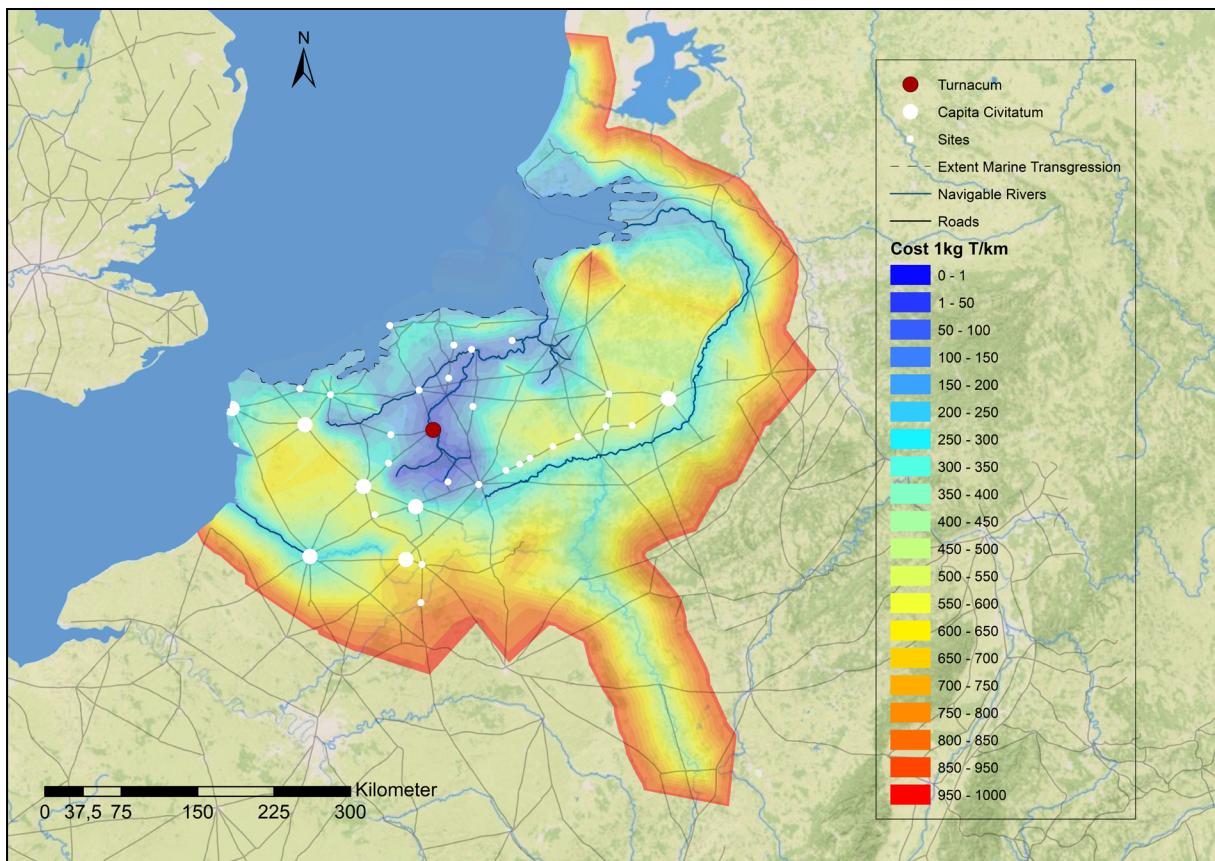 N
Turnacum
Capita Civitatum
Sites
Extent Marine Transgression
Navigable Rivers
Roads
Cost 1kg T/km
0 - 1
1 - 50
50 - 100
100 - 150
150 - 200
200 - 250
250 - 300
300 - 350
350 - 400
400 - 450
450 - 500
500 - 550
550 - 600
600 - 650
650 - 700
700 - 750
750 - 800
800 - 850
850 - 950
950 - 1000
Kilometer
0 37,5 75 150 225 300